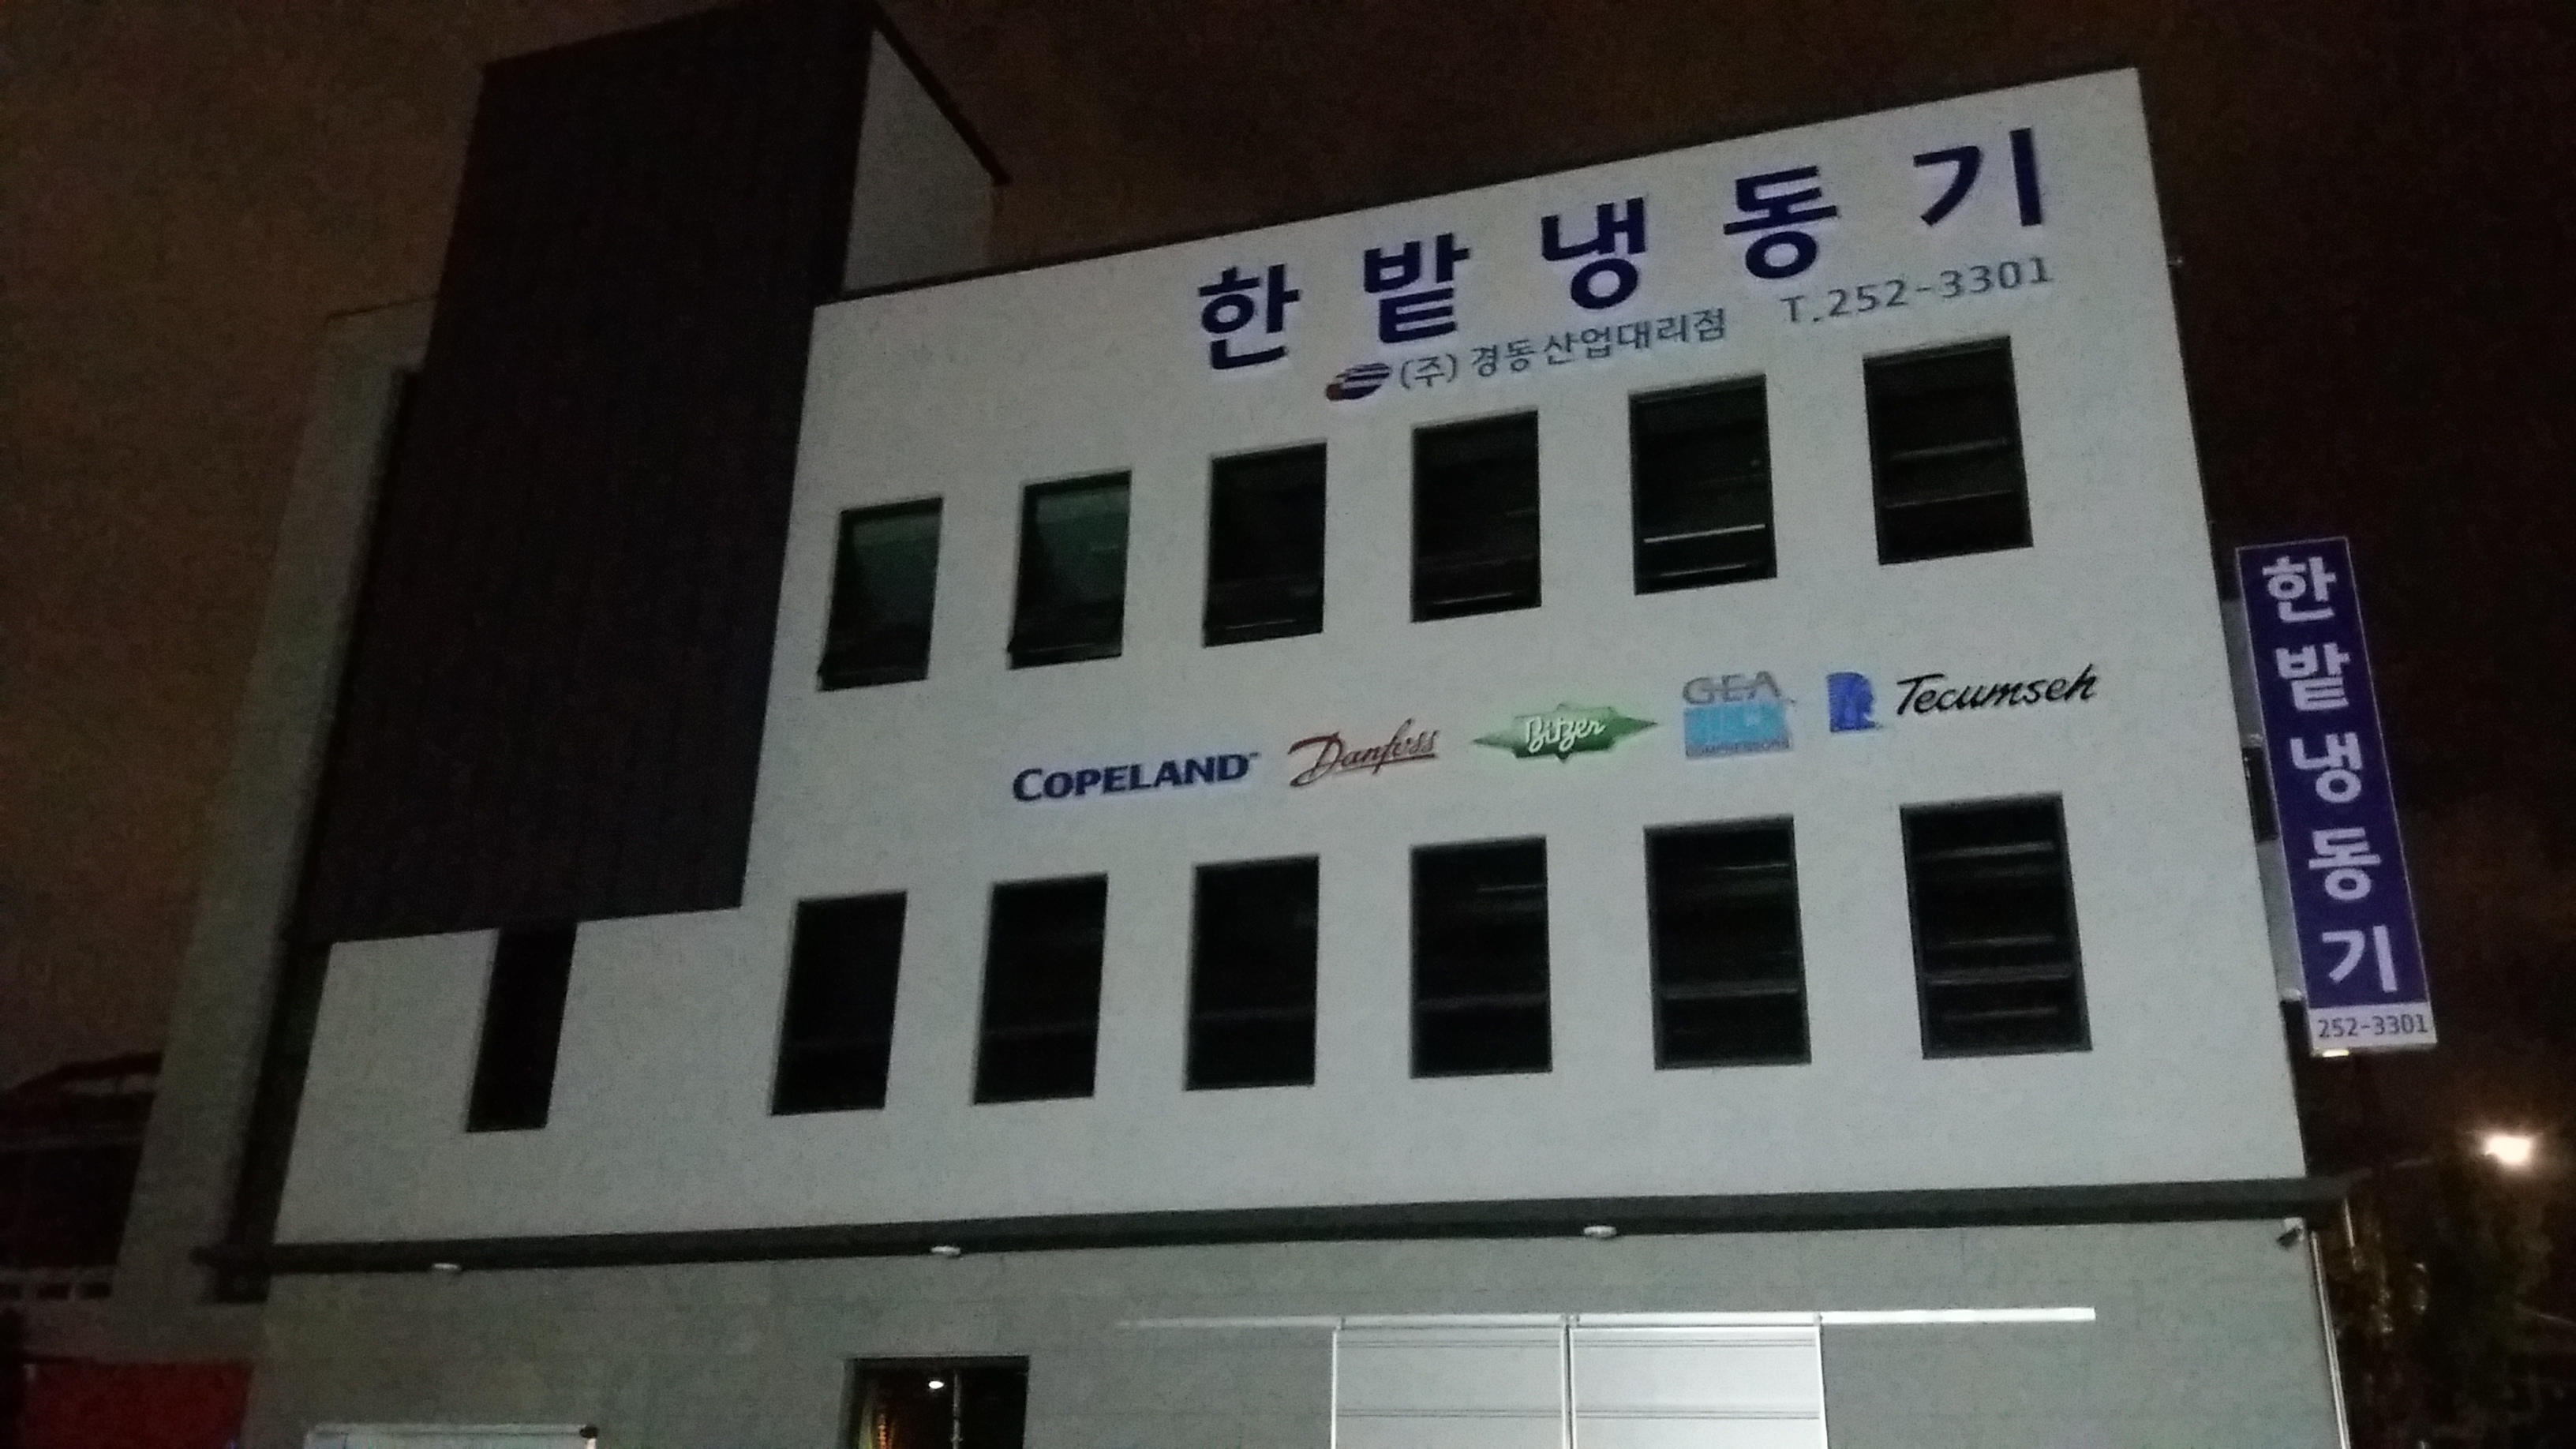 한밭냉동기
(주) 경동산업대리점 T.252-3301
COPELAND Danfoss Bitzer GEA Tecumseh
COMPRESSORS
한밭냉동기
252-3301